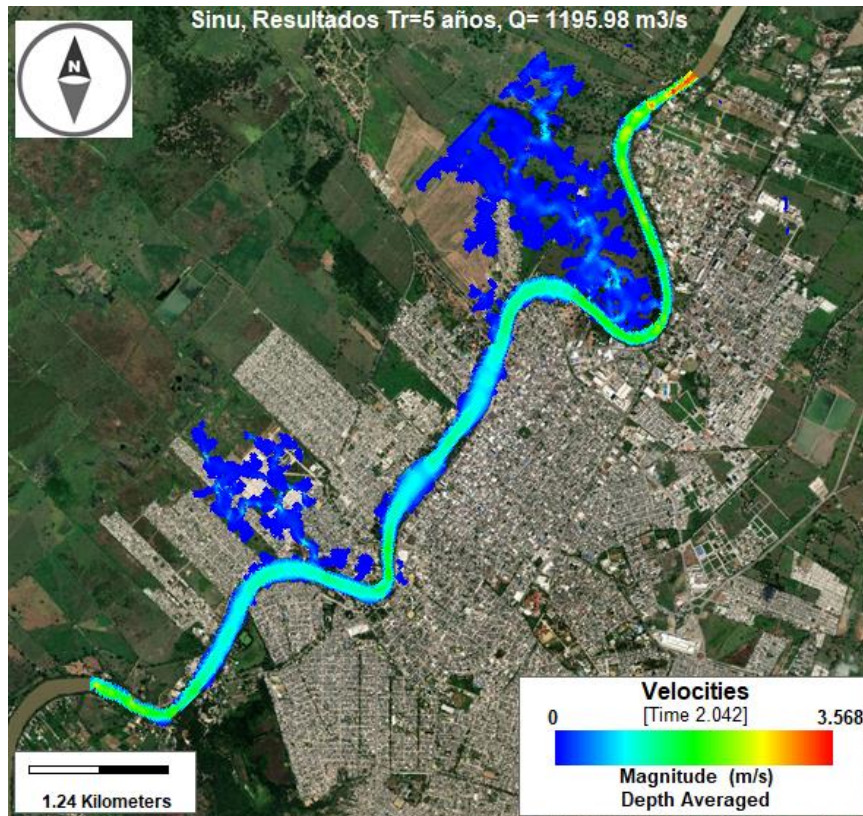 Sinu, Resultados Tr=5 años, Q= 1195.98 m3/s
N
Velocities
[Time 2.042]
0 3.568
Magnitude (m/s)
Depth Averaged
1.24 Kilometers